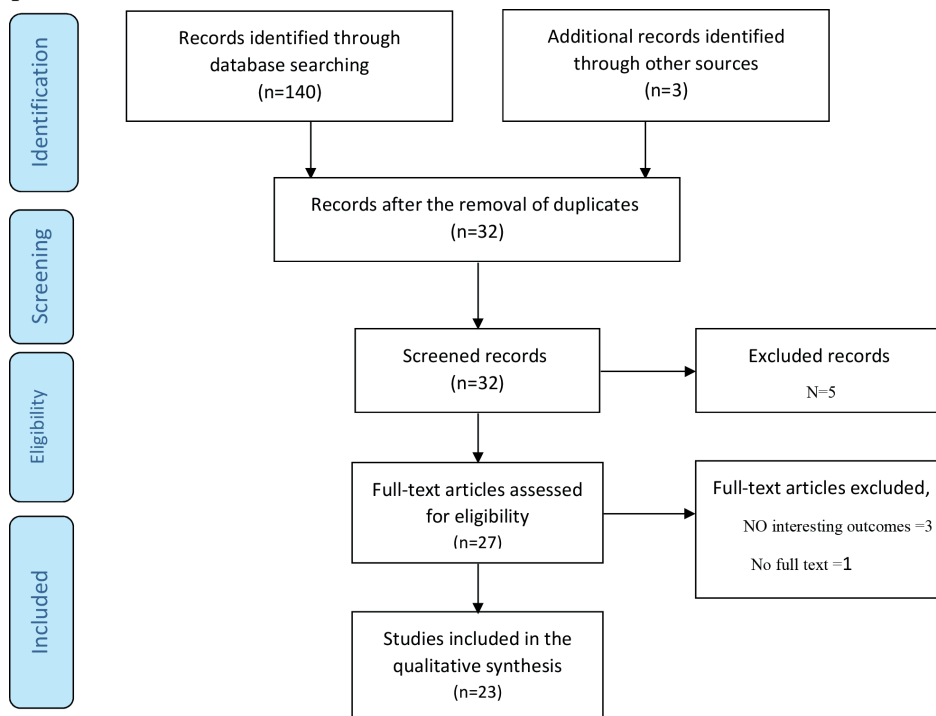 Identification
Records identified through
database searching
(n=140)
Additional records identified
through other sources
(n=3)
Records after the removal of duplicates
(n=32)
Screening
Screened records
(n=32)
Excluded records
N=5
Eligibility
Full-text articles assessed
for eligibility
(n=27)
Full-text articles excluded,
NO interesting outcomes =3
No full text =1
Included
Studies included in the
qualitative synthesis
(n=23)